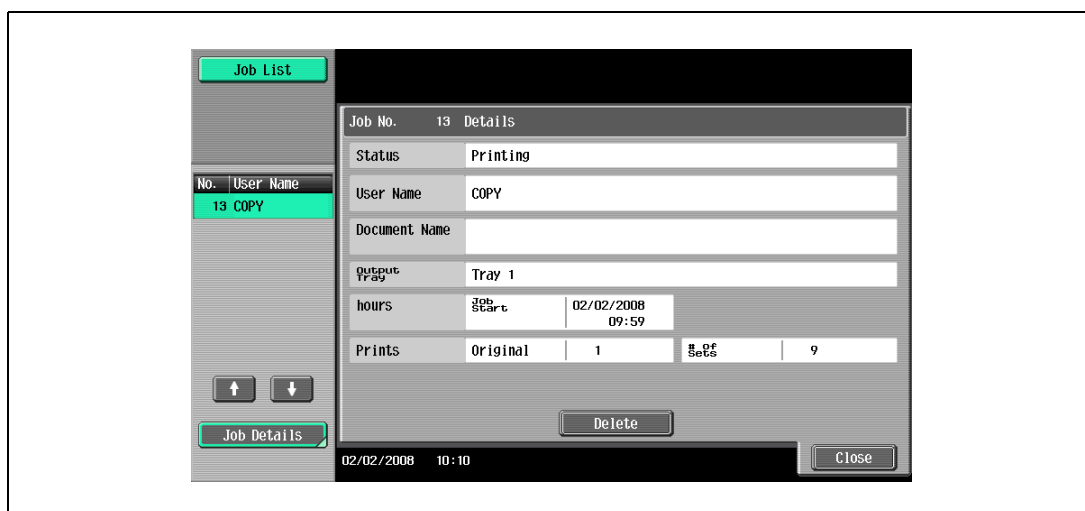 Job List
No. User Name
13 COPY
Job Details
Job No. 13 Details
Status Printing
User Name COPY
Document Name
Output Tray Tray 1
hours Job Start 02/02/2008 09:59
Prints Original 1 # of Sets 9
Delete
02/02/2008 10:10
Close